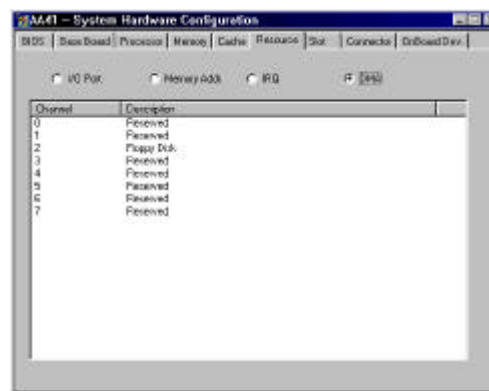 AA41 – System Hardware Configuration
BIOS Base Board Processor Memory Cache Resource Slot Connector OnBoard Dev.
I/O Port Memory Addr. IRQ DMA
Channel Description
0 Reserved
1 Reserved
2 Floppy Disk
3 Reserved
4 Reserved
5 Reserved
6 Reserved
7 Reserved